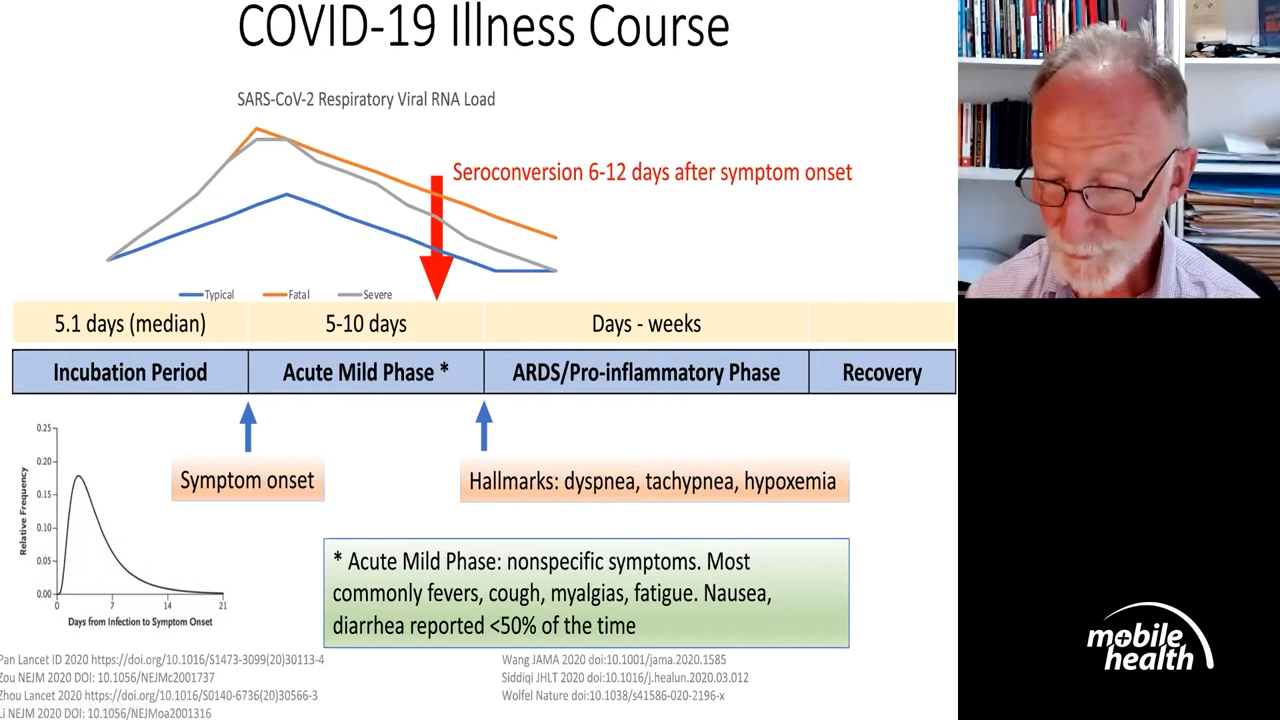 COVID-19 Illness Course
SARS-CoV-2 Respiratory Viral RNA Load
Seroconversion 6-12 days after symptom onset
Typical
Fatal
Severe
5.1 days (median)
5-10 days
Days - weeks
Incubation Period
Acute Mild Phase *
ARDS/Pro-inflammatory Phase
Recovery
Symptom onset
Hallmarks: dyspnea, tachypnea, hypoxemia
Relative Frequency
0.25
0.20
0.15
0.10
0.05
0.00
0
7
14
21
Days from Infection to Symptom Onset
* Acute Mild Phase: nonspecific symptoms. Most
commonly fevers, cough, myalgias, fatigue. Nausea,
diarrhea reported <50% of the time
Pan Lancet ID 2020 https://doi.org/10.1016/S1473-3099(20)30113-4
Zou NEJM 2020 DOI: 10.1056/NEJMc2001737
Zhou Lancet 2020 https://doi.org/10.1016/S0140-6736(20)30566-3
Li NEJM 2020 DOI: 10.1056/NEJMoa2001316
Wang JAMA 2020 doi:10.1001/jama.2020.1585
Siddiqi JHLT 2020 doi:10.1016/j.healun.2020.03.012
Wolfel Nature doi:10.1038/s41586-020-2196-x
mobile
health